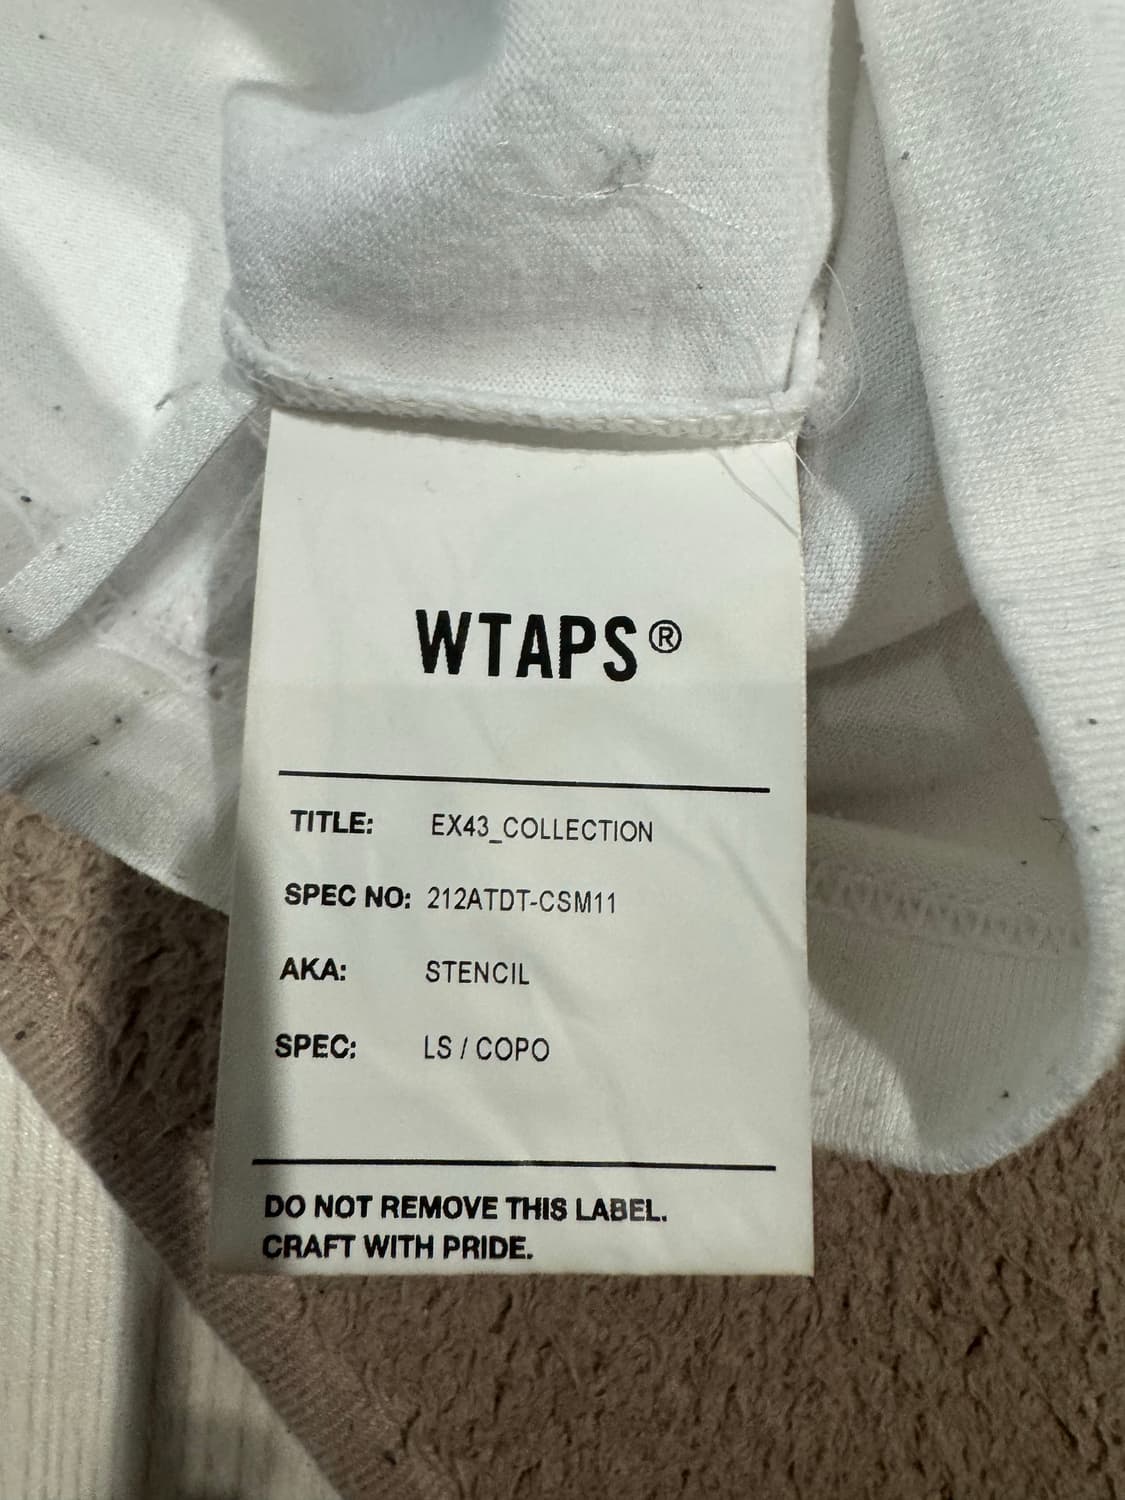 WTAPS®
TITLE: EX43_COLLECTION
SPEC NO: 212ATDT-CSM11
AKA: STENCIL
SPEC: LS / COPO
DO NOT REMOVE THIS LABEL.
CRAFT WITH PRIDE.